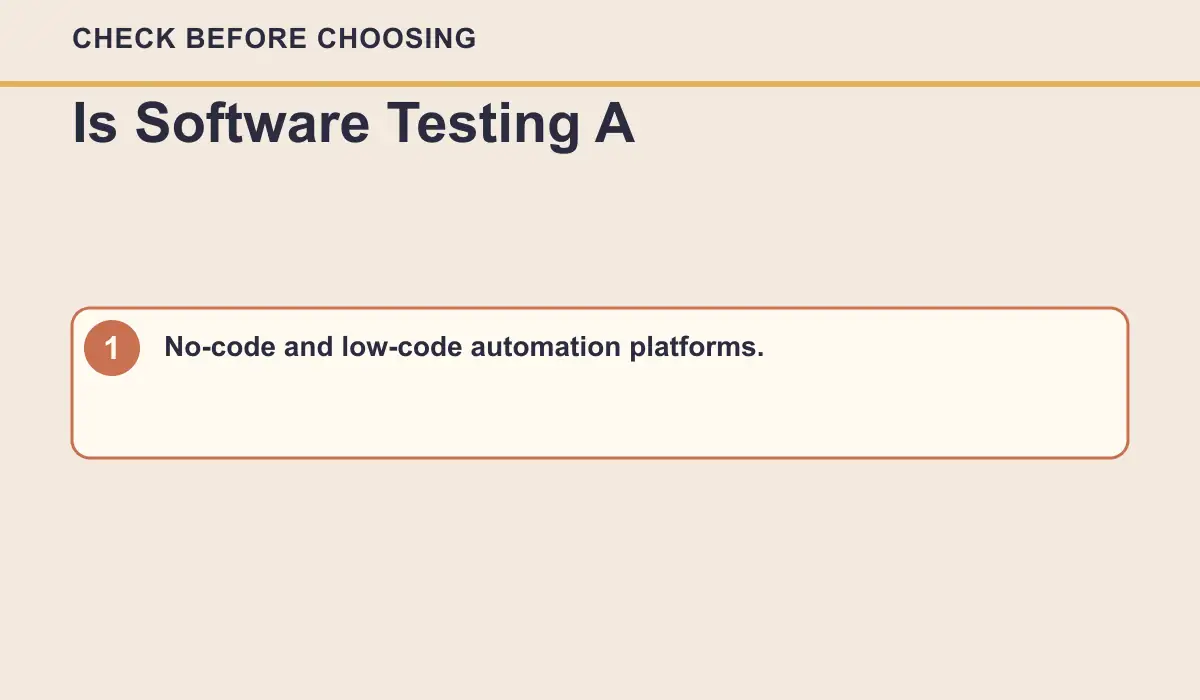 CHECK BEFORE CHOOSING
Is Software Testing A
1 No-code and low-code automation platforms.